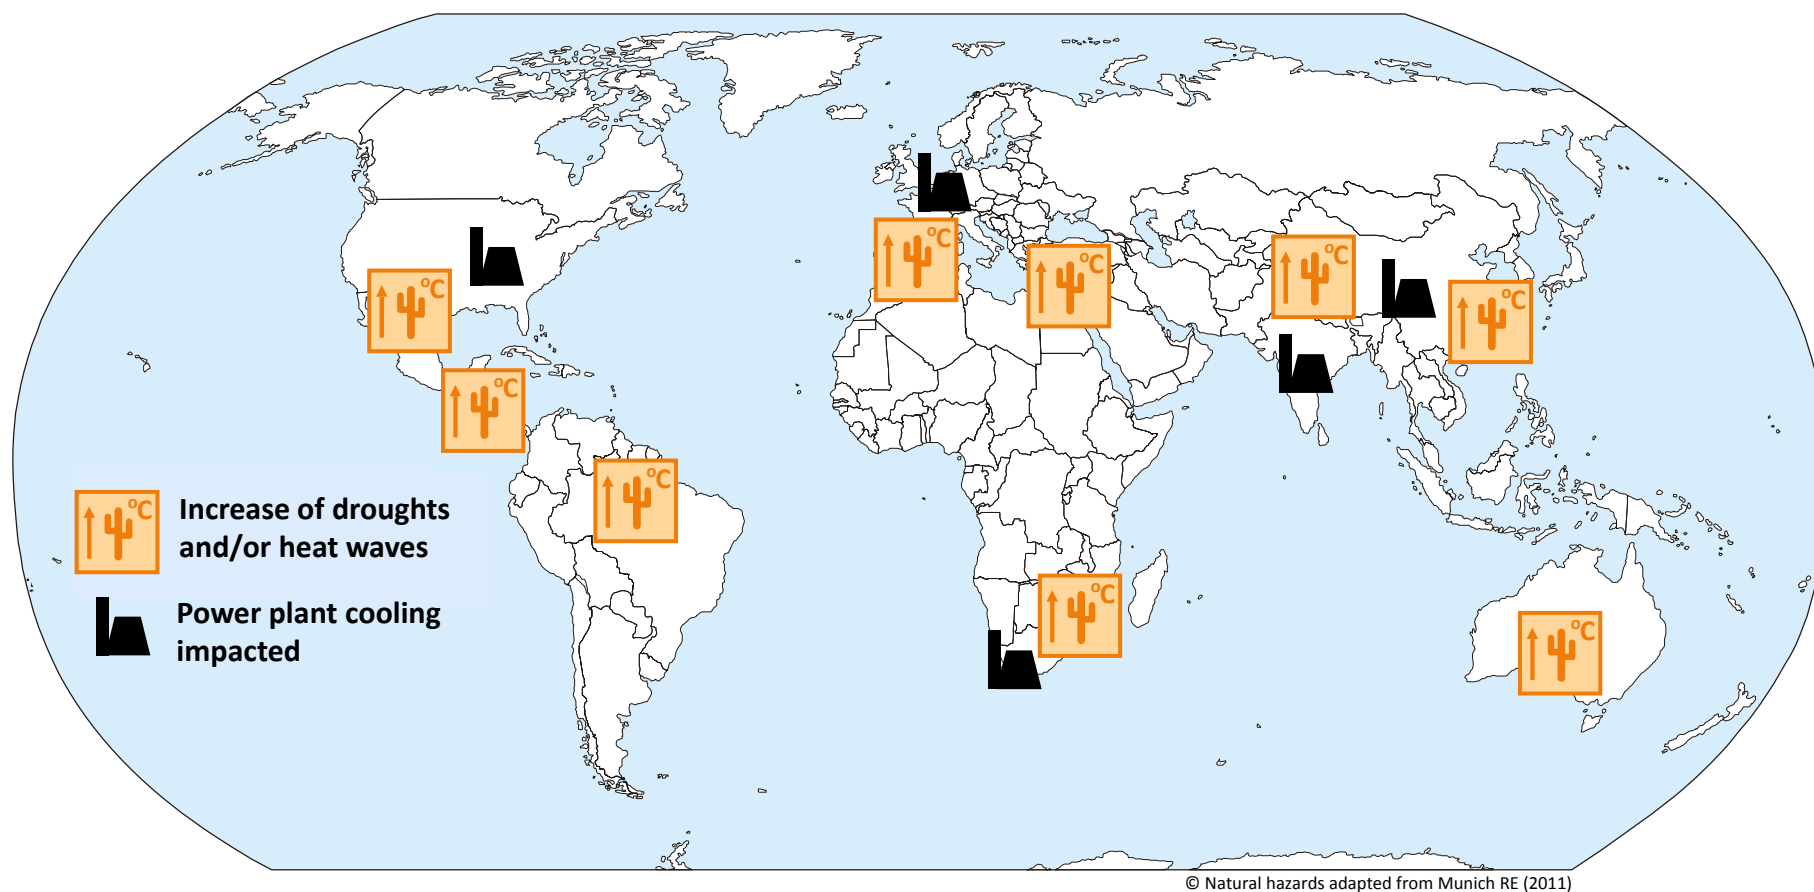 °C
°C
°C
°C
°C
°C
°C
°C
°C
°C
Increase of droughts
and/or heat waves
Power plant cooling
impacted
© Natural hazards adapted from Munich RE (2011)